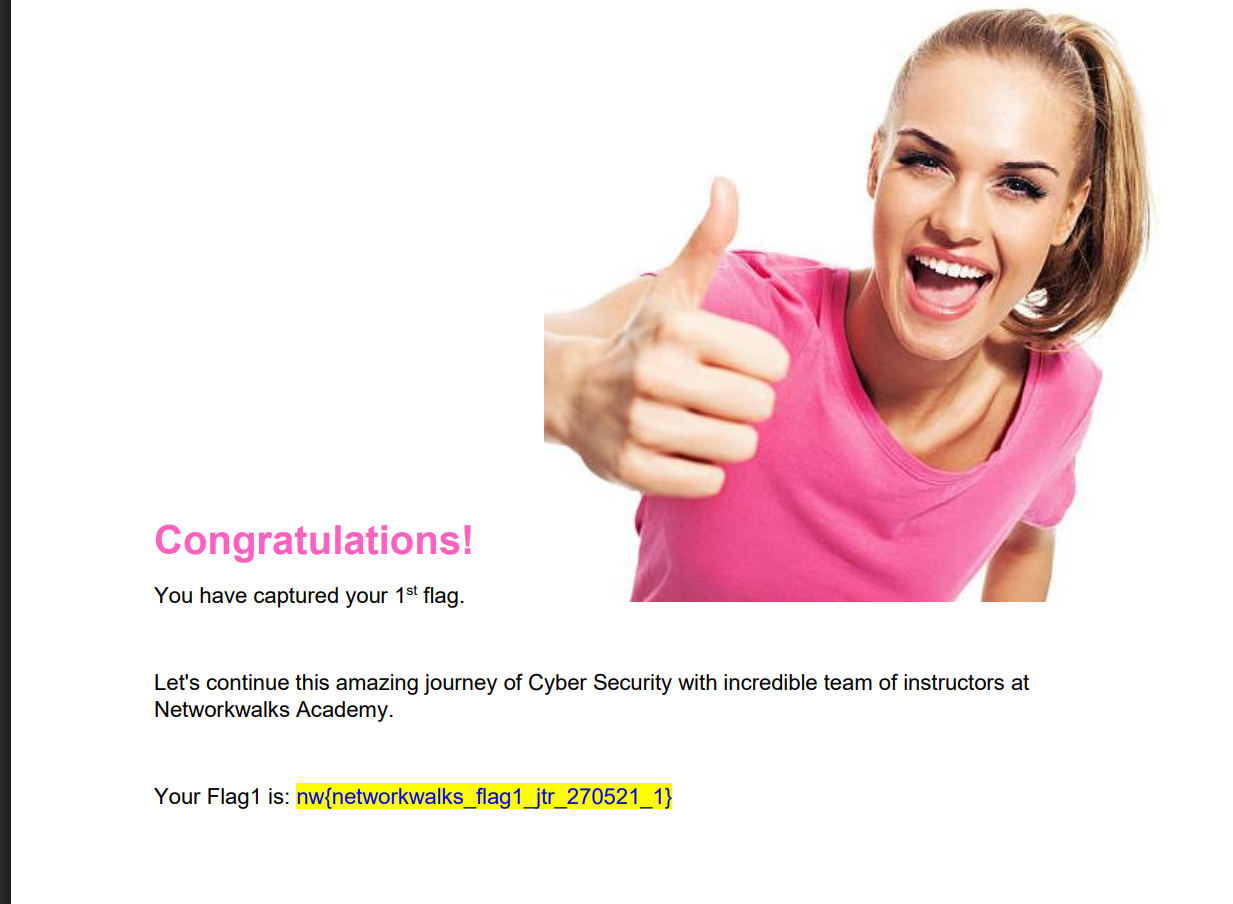 Congratulations!
You have captured your 1st flag.
Let's continue this amazing journey of Cyber Security with incredible team of instructors at
Networkwalks Academy.
Your Flag1 is: nw{networkwalks_flag1_jtr_270521_1}